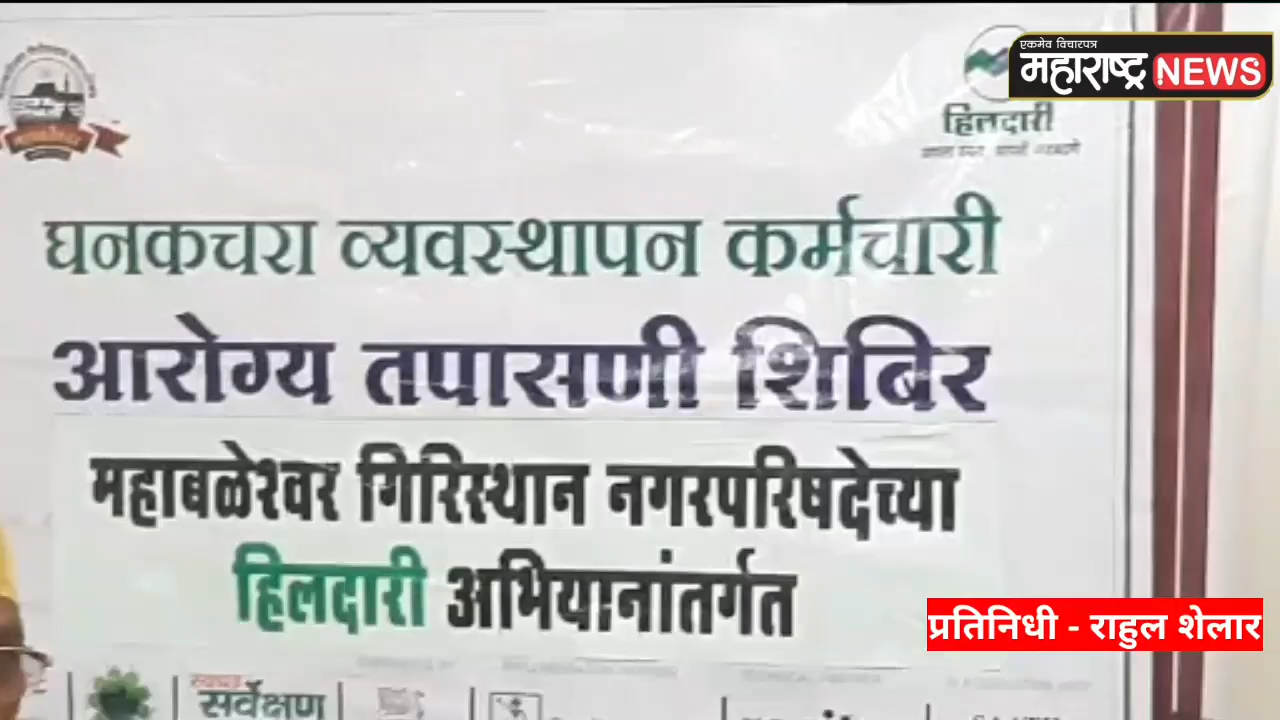 एकमेव विचारपत्र
महाराष्ट्र NEWS
हिलदारी
घनकचरा व्यवस्थापन कर्मचारी
आरोग्य तपासणी शिबिर
महाबळेश्वर गिरिस्थान नगरपरिषदेच्या
हिलदारी अभियानांतर्गत
प्रतिनिधी - राहुल शेलार
सर्वेक्षण